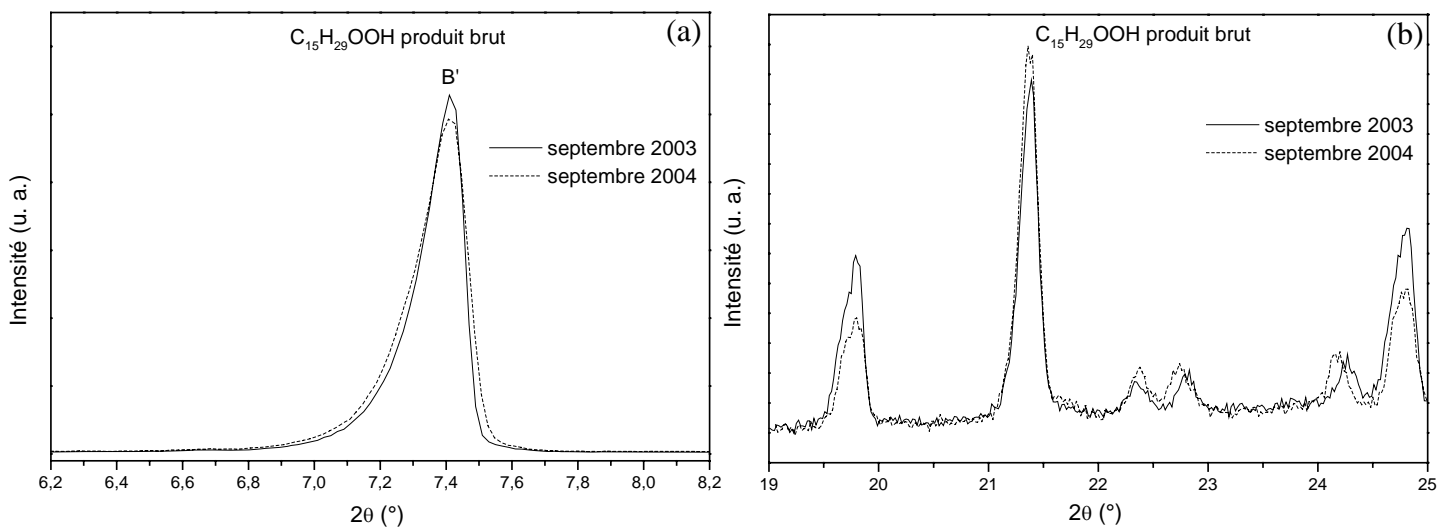 C₁₅H₂₉OOH produit brut
(a)
B'
septembre 2003
septembre 2004
Intensité (u. a.)
6,2 6,4 6,6 6,8 7,0 7,2 7,4 7,6 7,8 8,0 8,2
2θ (°)
C₁₅H₂₉OOH produit brut
(b)
septembre 2003
septembre 2004
Intensité (u. a.)
19 20 21 22 23 24 25
2θ (°)